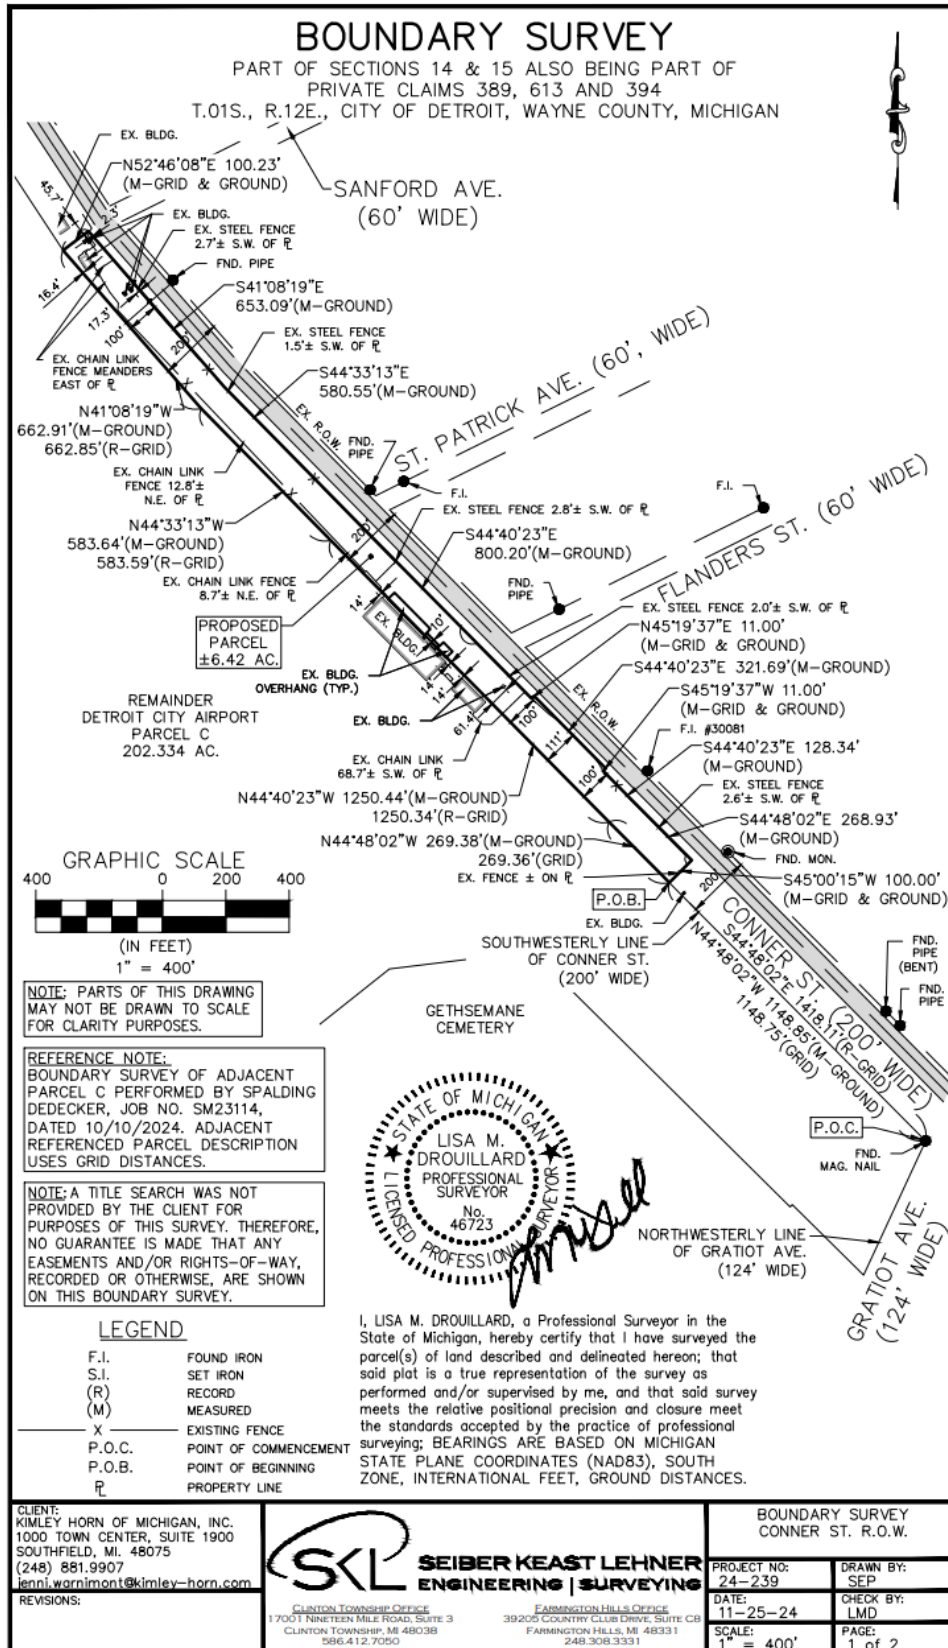 BOUNDARY SURVEY
PART OF SECTIONS 14 & 15 ALSO BEING PART OF
PRIVATE CLAIMS 389, 613 AND 394
T.01S., R.12E., CITY OF DETROIT, WAYNE COUNTY, MICHIGAN
EX. BLDG.
N52°46'08"E 100.23'
(M-GRID & GROUND)
SANFORD AVE.
(60' WIDE)
45.7'
2.3'
EX. BLDG.
EX. STEEL FENCE
2.7'± S.W. OF ℄
FND. PIPE
16.4'
17.3'
100'
200'
S41°08'19"E
653.09'(M-GROUND)
EX. STEEL FENCE
1.5'± S.W. OF ℄
EX. CHAIN LINK
FENCE MEANDERS
EAST OF ℄
S44°33'13"E
580.55'(M-GROUND)
N41°08'19"W
662.91'(M-GROUND)
662.85'(R-GRID)
EX. R.O.W.
FND.
PIPE
ST. PATRICK AVE. (60', WIDE)
F.I.
EX. CHAIN LINK
FENCE 12.8'±
N.E. OF ℄
EX. STEEL FENCE 2.8'± S.W. OF ℄
F.I.
FLANDERS ST. (60' WIDE)
N44°33'13"W
583.64'(M-GROUND)
583.59'(R-GRID)
200'
S44°40'23"E
800.20'(M-GROUND)
EX. CHAIN LINK FENCE
8.7'± N.E. OF ℄
FND.
PIPE
14'
EX. STEEL FENCE 2.0'± S.W. OF ℄
PROPOSED
PARCEL
±6.42 AC.
EX. BLDG.
10'
N45°19'37"E 11.00'
(M-GRID & GROUND)
EX. BLDG.
OVERHANG (TYP.)
14'
14'
S44°40'23"E 321.69'(M-GROUND)
REMAINDER
DETROIT CITY AIRPORT
PARCEL C
202.334 AC.
EX. BLDG.
61.4'
100'
EX. R.O.W.
S45°19'37"W 11.00'
(M-GRID & GROUND)
F.I. #30081
111'
EX. CHAIN LINK
68.7'± S.W. OF ℄
100'
S44°40'23"E 128.34'
(M-GROUND)
EX. STEEL FENCE
2.6'± S.W. OF ℄
N44°40'23"W 1250.44'(M-GROUND)
1250.34'(R-GRID)
S44°48'02"E 268.93'
(M-GROUND)
N44°48'02"W 269.38'(M-GROUND)
269.36'(GRID)
FND. MON.
EX. FENCE ± ON ℄
S45°00'15"W 100.00'
(M-GRID & GROUND)
200'
P.O.B.
EX. BLDG.
SOUTHWESTERLY LINE
OF CONNER ST.
(200' WIDE)
CONNER ST. (200' WIDE)
S44°48'02"E 1418.11'(R-GRID)
N44°48'02"W 1148.85'(M-GROUND)
1148.75'(GRID)
FND.
PIPE
(BENT)
FND.
PIPE
GRAPHIC SCALE
400 0 200 400
(IN FEET)
1" = 400'
NOTE: PARTS OF THIS DRAWING
MAY NOT BE DRAWN TO SCALE
FOR CLARITY PURPOSES.
GETHSEMANE
CEMETERY
REFERENCE NOTE:
BOUNDARY SURVEY OF ADJACENT
PARCEL C PERFORMED BY SPALDING
DEDECKER, JOB NO. SM23114,
DATED 10/10/2024. ADJACENT
REFERENCED PARCEL DESCRIPTION
USES GRID DISTANCES.
STATE OF MICHIGAN
LISA M.
DROUILLARD
PROFESSIONAL
SURVEYOR
No.
46723
LICENSED PROFESSIONAL SURVEYOR
P.O.C.
FND.
MAG. NAIL
NOTE: A TITLE SEARCH WAS NOT
PROVIDED BY THE CLIENT FOR
PURPOSES OF THIS SURVEY. THEREFORE,
NO GUARANTEE IS MADE THAT ANY
EASEMENTS AND/OR RIGHTS-OF-WAY,
RECORDED OR OTHERWISE, ARE SHOWN
ON THIS BOUNDARY SURVEY.
NORTHWESTERLY LINE
OF GRATIOT AVE.
(124' WIDE)
GRATIOT AVE.
(124' WIDE)
LEGEND
F.I. FOUND IRON
S.I. SET IRON
(R) RECORD
(M) MEASURED
X EXISTING FENCE
P.O.C. POINT OF COMMENCEMENT
P.O.B. POINT OF BEGINNING
℄ PROPERTY LINE
I, LISA M. DROUILLARD, a Professional Surveyor in the
State of Michigan, hereby certify that I have surveyed the
parcel(s) of land described and delineated hereon; that
said plat is a true representation of the survey as
performed and/or supervised by me, and that said survey
meets the relative positional precision and closure meet
the standards accepted by the practice of professional
surveying; BEARINGS ARE BASED ON MICHIGAN
STATE PLANE COORDINATES (NAD83), SOUTH
ZONE, INTERNATIONAL FEET, GROUND DISTANCES.
CLIENT:
KIMLEY HORN OF MICHIGAN, INC.
1000 TOWN CENTER, SUITE 1900
SOUTHFIELD, MI. 48075
(248) 881.9907
jenni.warnimont@kimley-horn.com
REVISIONS:
SKL
SEIBER KEAST LEHNER
ENGINEERING | SURVEYING
CLINTON TOWNSHIP OFFICE
17001 NINETEEN MILE ROAD, SUITE 3
CLINTON TOWNSHIP, MI 48038
586.412.7050
FARMINGTON HILLS OFFICE
39205 COUNTRY CLUB DRIVE, SUITE C8
FARMINGTON HILLS, MI 48331
248.308.3331
BOUNDARY SURVEY
CONNER ST. R.O.W.
PROJECT NO:
24-239
DRAWN BY:
SEP
DATE:
11-25-24
CHECK BY:
LMD
SCALE:
1" = 400'
PAGE:
1 of 2